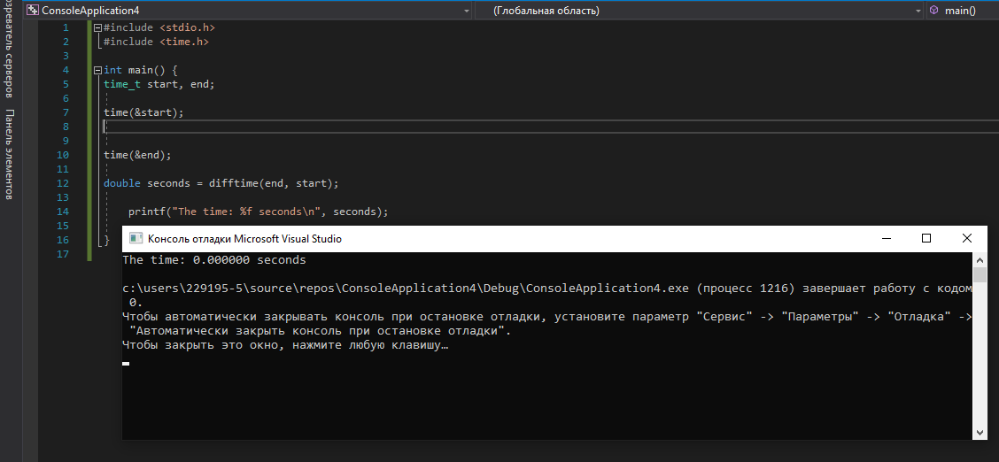 ConsoleApplication4
(Глобальная область)
main()
серверов
Панель элементов
1 #include <stdio.h>
2 #include <time.h>
3
4 int main() {
5 time_t start, end;
6
7 time(&start);
8
9
10 time(&end);
11
12 double seconds = difftime(end, start);
13
14 printf("The time: %f seconds\n", seconds);
15
16 }
17
Консоль отладки Microsoft Visual Studio
The time: 0.000000 seconds
c:\users\229195-5\source\repos\ConsoleApplication4\Debug\ConsoleApplication4.exe (процесс 1216) завершает работу с кодом
0.
Чтобы автоматически закрывать консоль при остановке отладки, установите параметр "Сервис" -> "Параметры" -> "Отладка" ->
"Автоматически закрыть консоль при остановке отладки".
Чтобы закрыть это окно, нажмите любую клавишу…